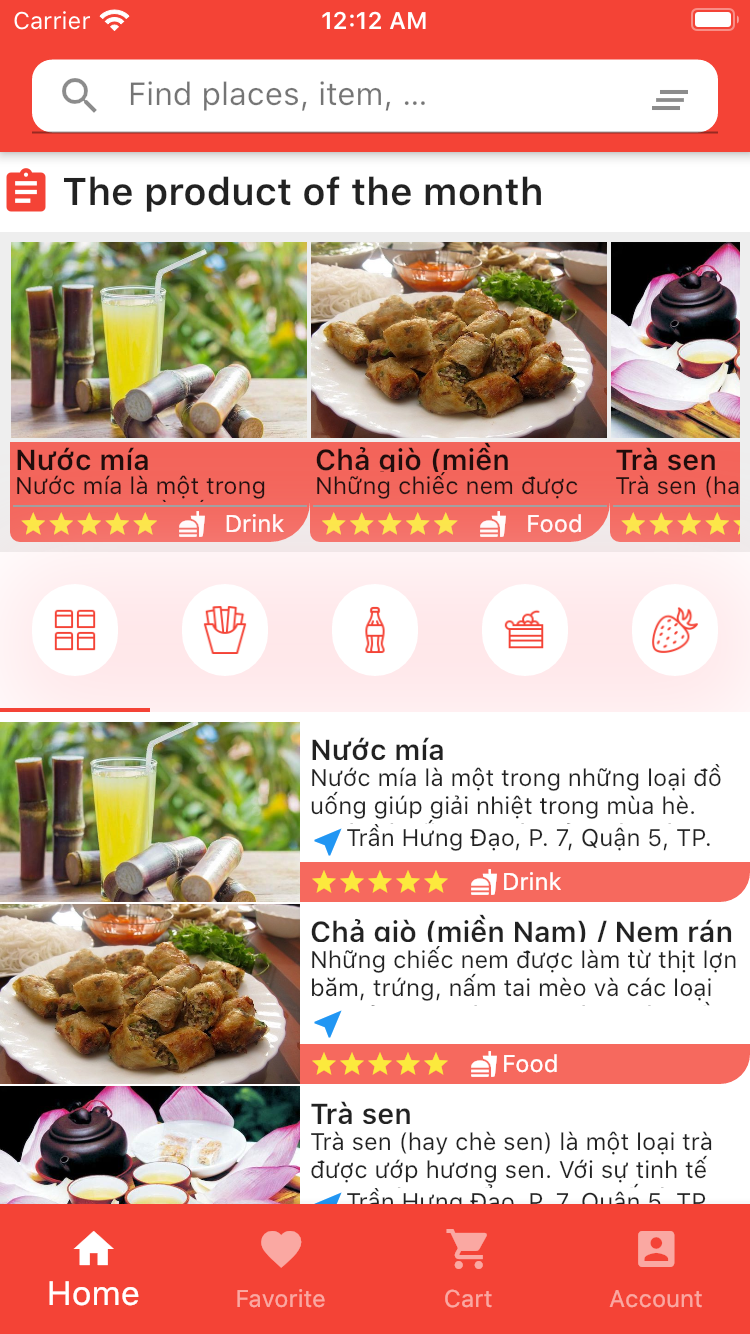 Carrier 12:12 AM
Find places, item, ...
The product of the month
Nước mía
Nước mía là một trong
Drink
Chả giò (miền
Những chiếc nem được
Food
Trà sen
Trà sen (ha
Nước mía
Nước mía là một trong những loại đồ
uống giúp giải nhiệt trong mùa hè.
Trần Hưng Đạo, P. 7, Quận 5, TP.
Drink
Chả giò (miền Nam) / Nem rán
Những chiếc nem được làm từ thịt lợn
băm, trứng, nấm tai mèo và các loại
Food
Trà sen
Trà sen (hay chè sen) là một loại trà
được ướp hương sen. Với sự tinh tế
Trần Hưng Đạo, P. 7, Quận 5, TP.
Home
Favorite
Cart
Account